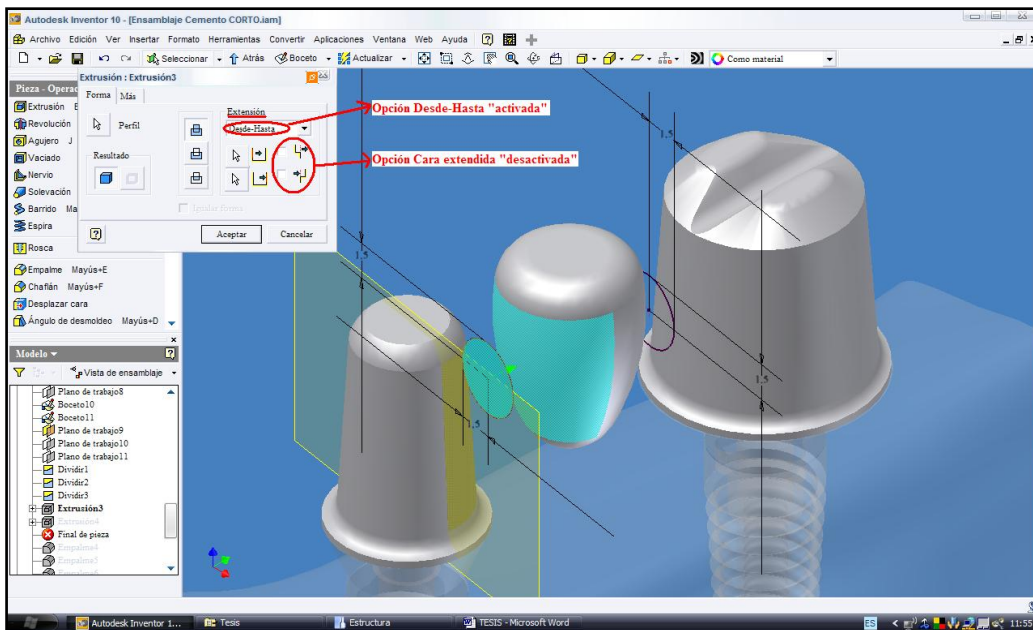 Autodesk Inventor 10 - [Ensamblaje Cemento CORTO.iam]
Archivo Edición Ver Insertar Formato Herramientas Convertir Aplicaciones Ventana Web Ayuda
Seleccionar Atrás Boceto Actualizar Como material
Pieza - Operac
Extrusión E
Revolución
Agujero J
Vaciado
Nervio
Solevación
Barrido Ma
Espira
Rosca
Empalme Mayús+E
Chaflán Mayús+F
Desplazar cara
Ángulo de desmoldeo Mayús+D
Extrusión : Extrusión3
Forma Más
Perfil
Resultado
Extensión
Desde-Hasta
Igualar forma
Aceptar Cancelar
Opción Desde-Hasta "activada"
Opción Cara extendida "desactivada"
1,5
1,5
1,5
1,5
Modelo
Vista de ensamblaje
Plano de trabajo8
Boceto10
Boceto11
Plano de trabajo9
Plano de trabajo10
Plano de trabajo11
Dividir1
Dividir2
Dividir3
Extrusión3
Extrusión4
Final de pieza
Empalme4
Empalme5
Autodesk Inventor 1... Tesis Estructura TESIS - Microsoft Word ES